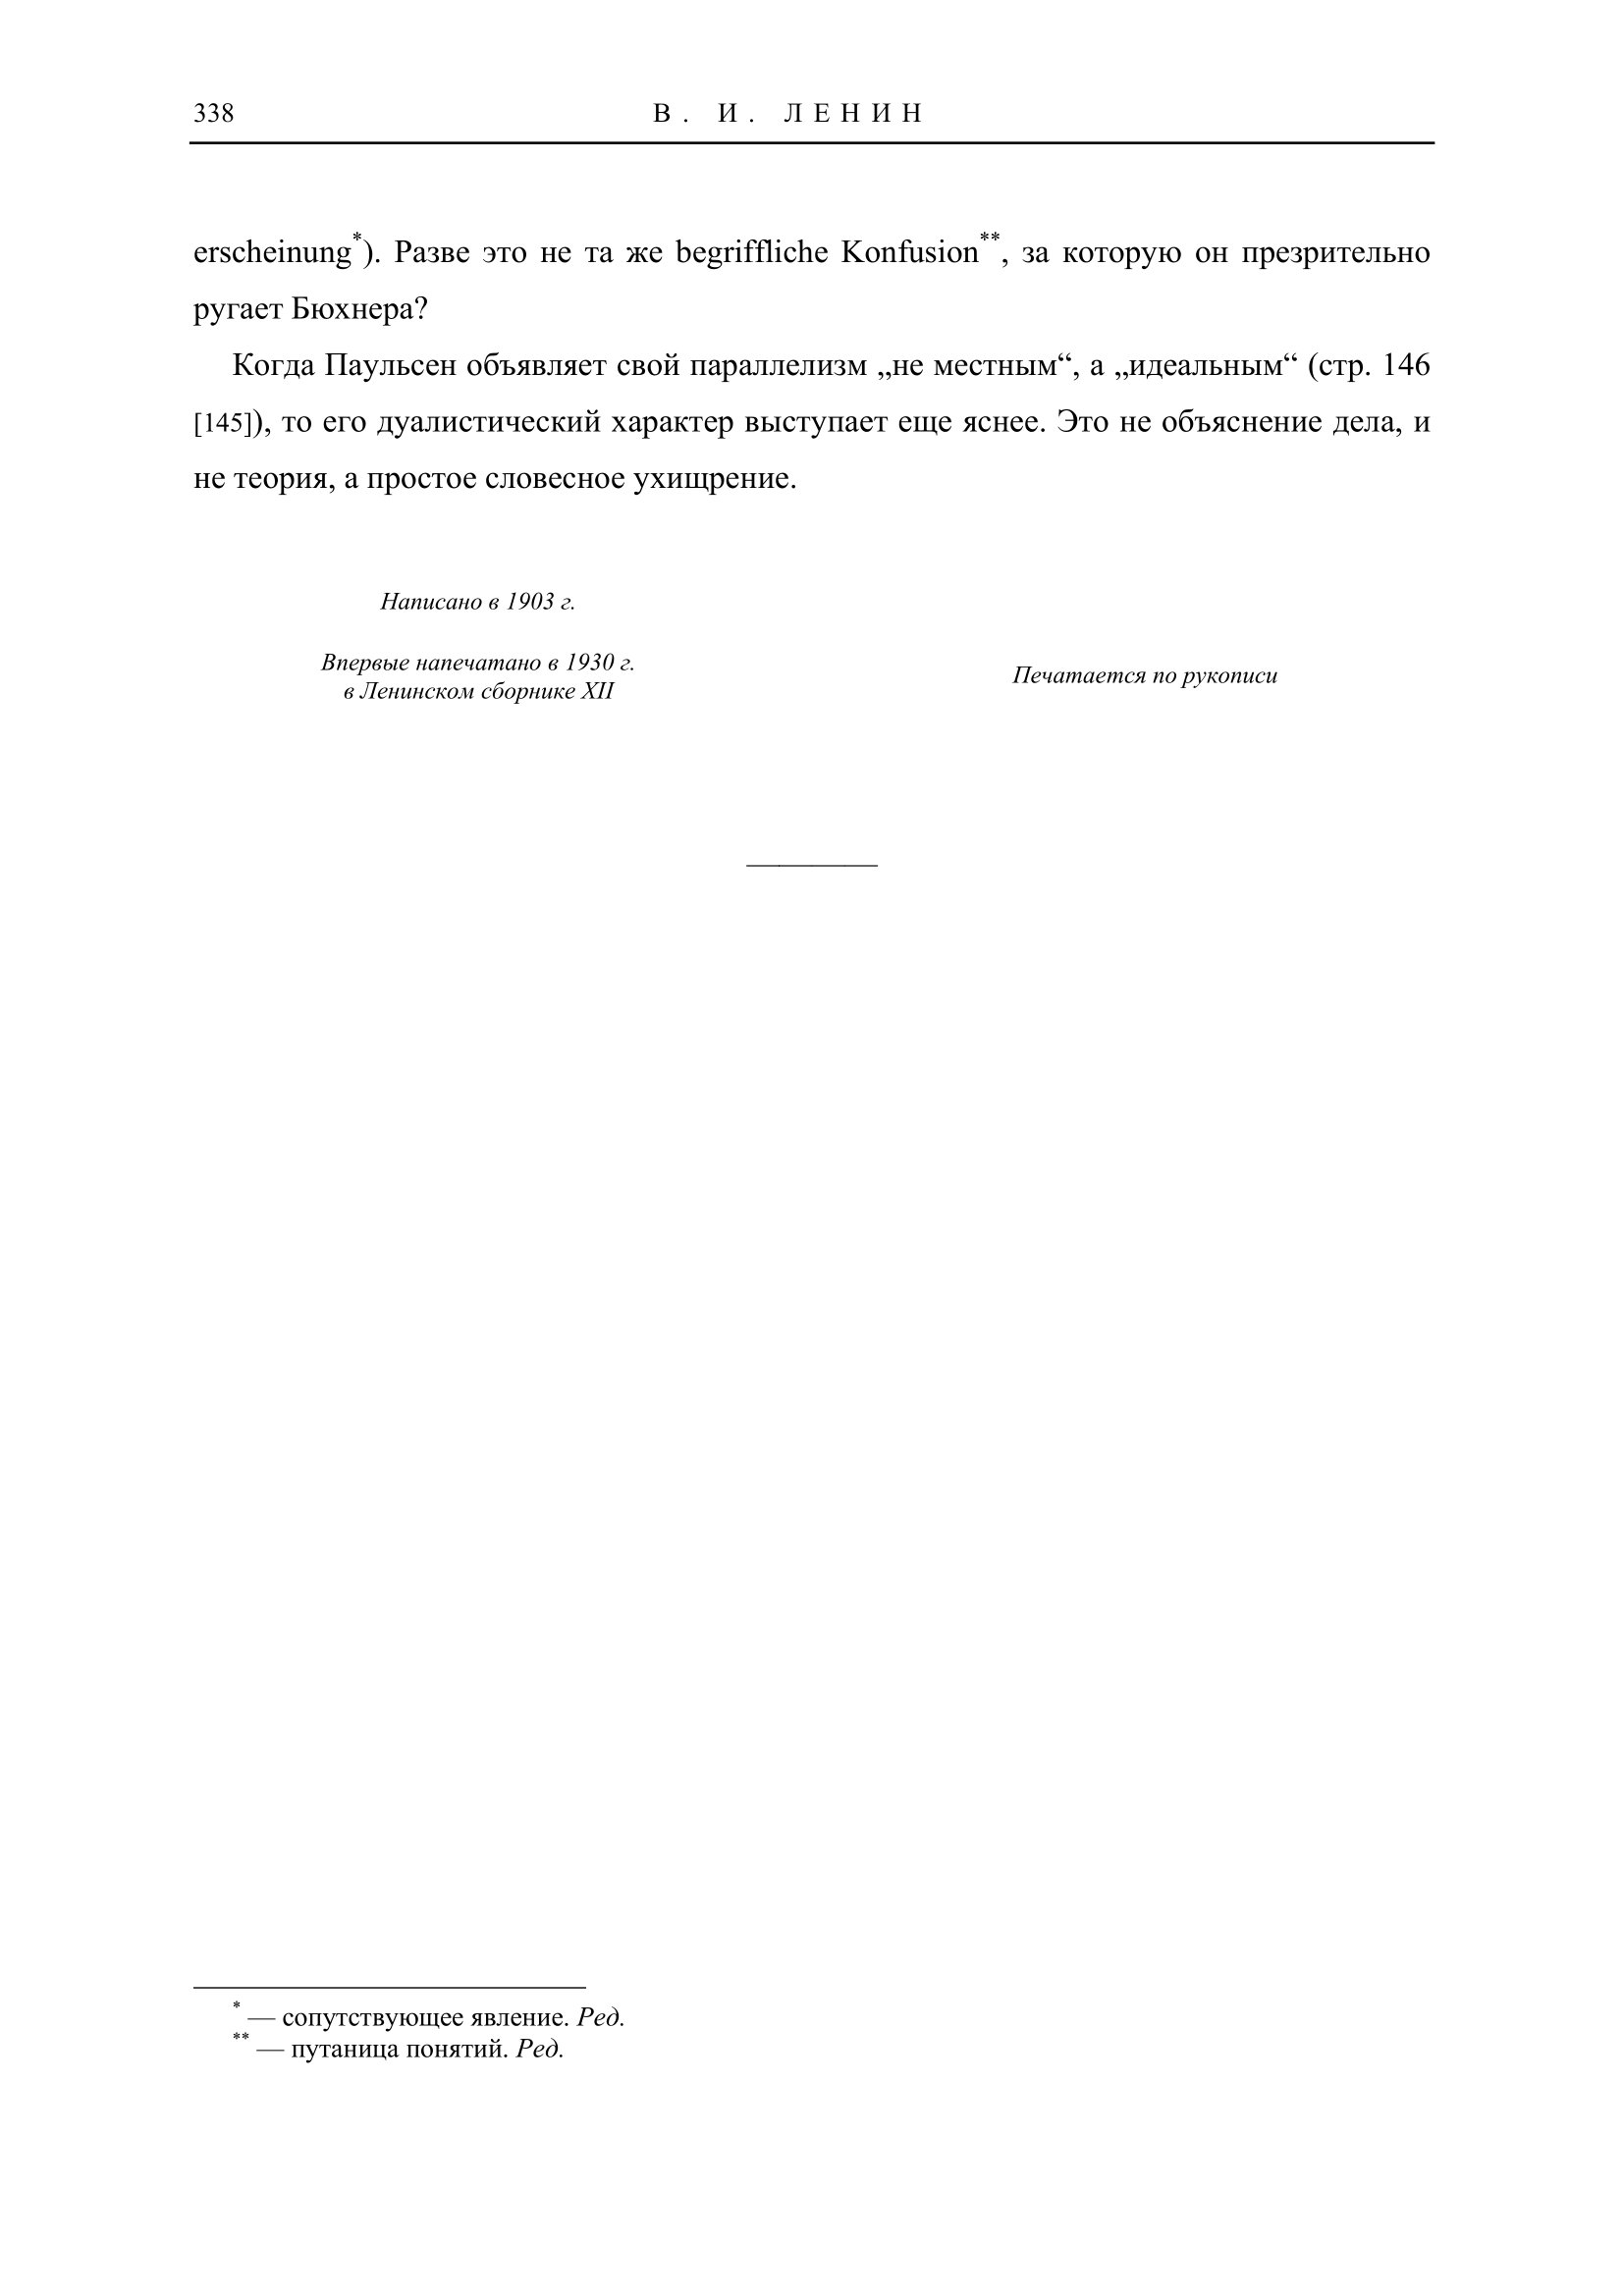 338
В. И. ЛЕНИН
erscheinung*). Разве это не та же begriffliche Konfusion**, за которую он презрительно
ругает Бюхнера?
Когда Паульсен объявляет свой параллелизм „не местным“, а „идеальным“ (стр. 146
[145]), то его дуалистический характер выступает еще яснее. Это не объяснение дела, и
не теория, а простое словесное ухищрение.
Написано в 1903 г.
Впервые напечатано в 1930 г.
в Ленинском сборнике XII
Печатается по рукописи
* — сопутствующее явление. Ред.
** — путаница понятий. Ред.